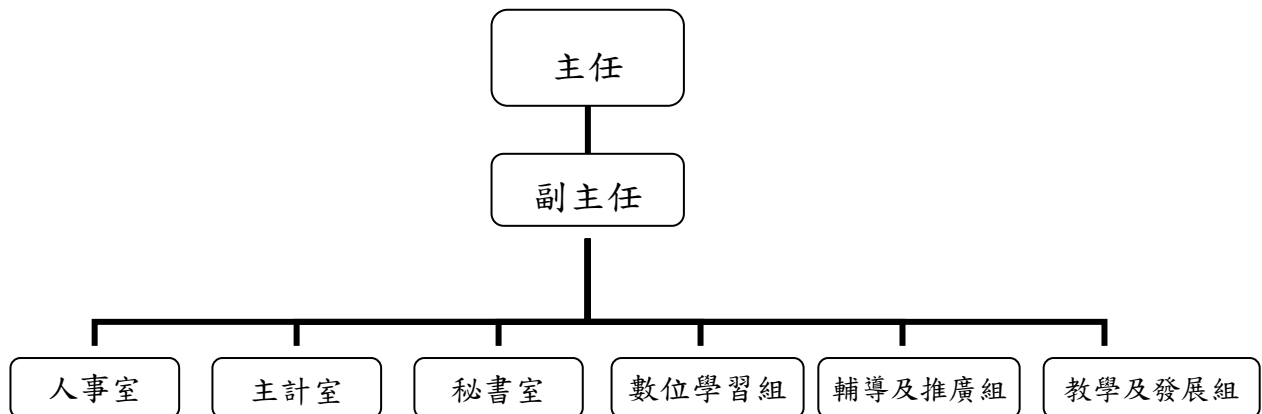 主任
副主任
人事室
主計室
秘書室
數位學習組
輔導及推廣組
教學及發展組